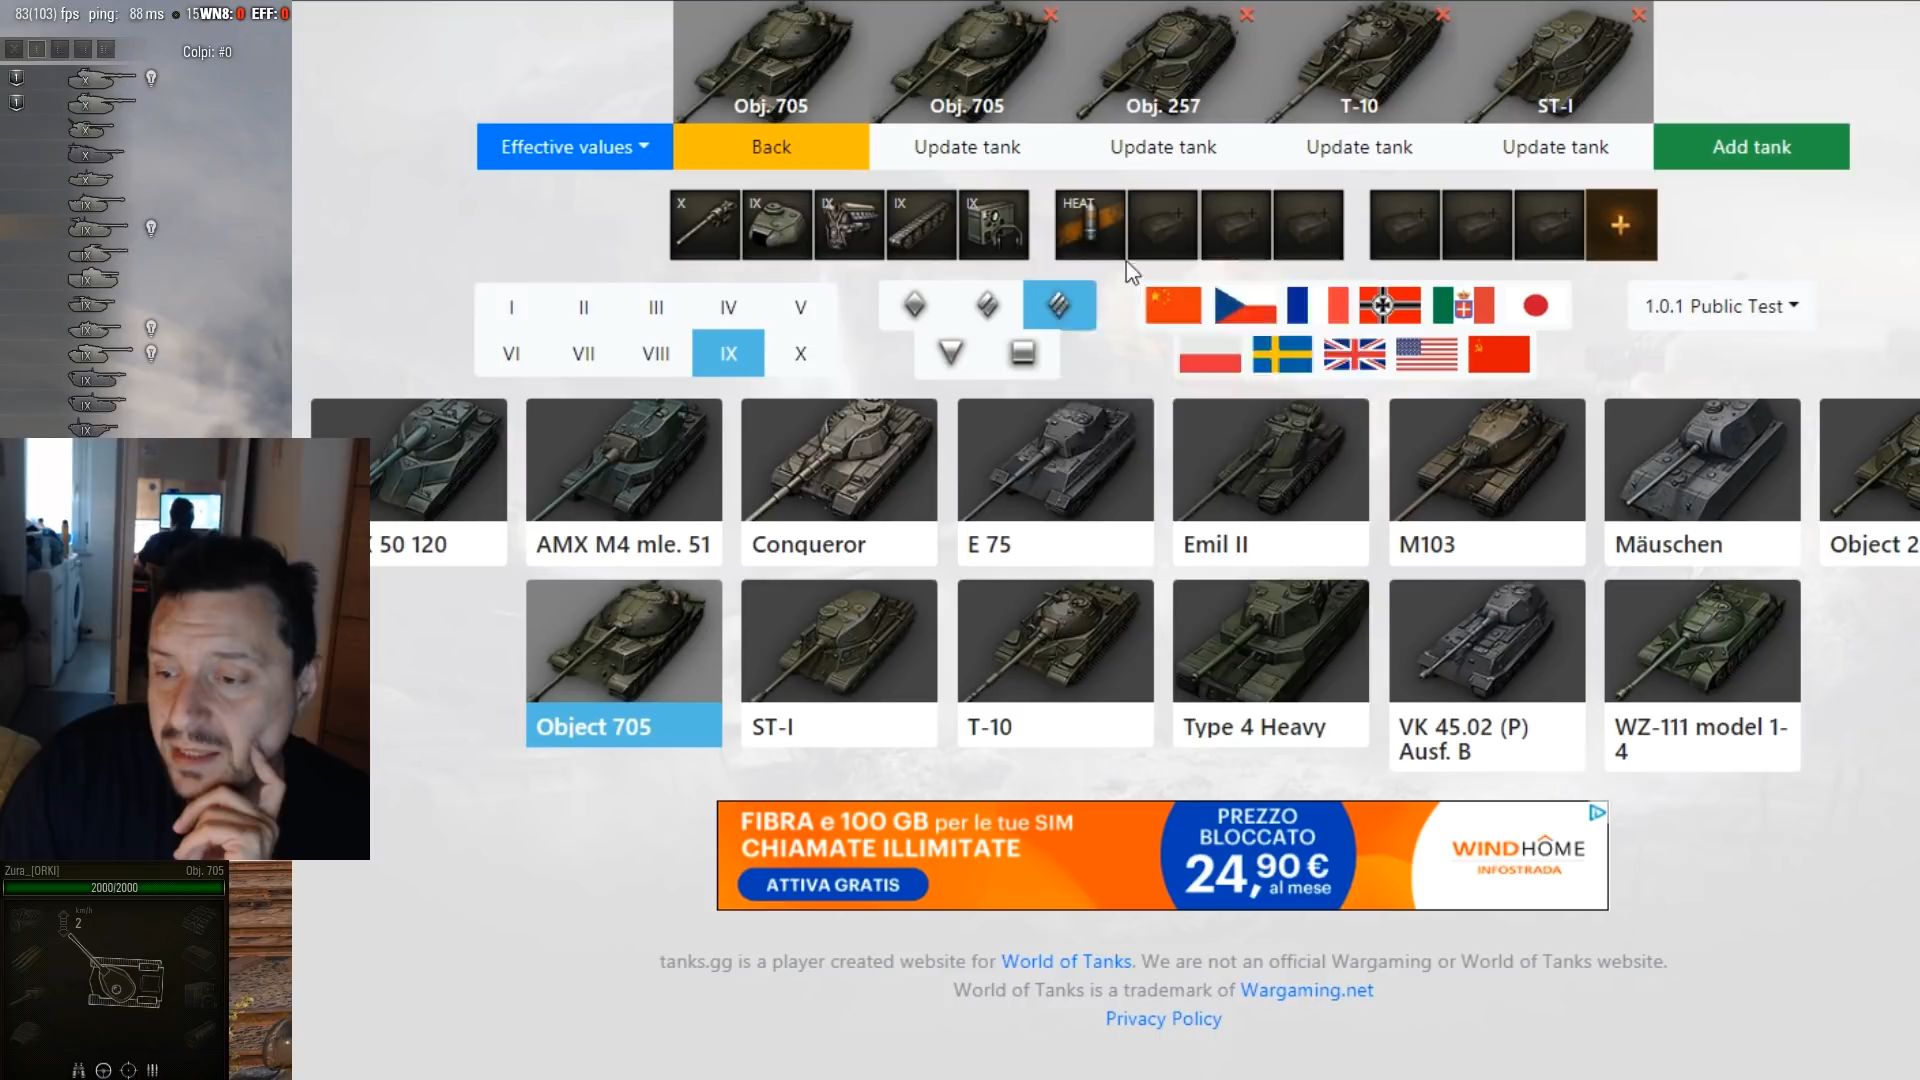 83(103) fps ping: 88 ms 15WN8: 0 EFF: 0
Colpi: #0
Obj. 705
Obj. 705
Obj. 257
T-10
ST-I
Effective values
Back
Update tank
Update tank
Update tank
Update tank
Add tank
X
IX
IX
IX
IX
HEAT
I II III IV V
VI VII VIII IX X
1.0.1 Public Test
50 120
AMX M4 mle. 51
Conqueror
E 75
Emil II
M103
Mäuschen
Object 2
Object 705
ST-I
T-10
Type 4 Heavy
VK 45.02 (P)
Ausf. B
WZ-111 model 1-
4
FIBRA e 100 GB per le tue SIM
CHIAMATE ILLIMITATE
ATTIVA GRATIS
PREZZO
BLOCCATO
24,90 €
al mese
WINDHOME
INFOSTRADA
tanks.gg is a player created website for World of Tanks. We are not an official Wargaming or World of Tanks website.
World of Tanks is a trademark of Wargaming.net
Privacy Policy
Zura_[ORKI] Obj. 705
2000/2000
km/h
2